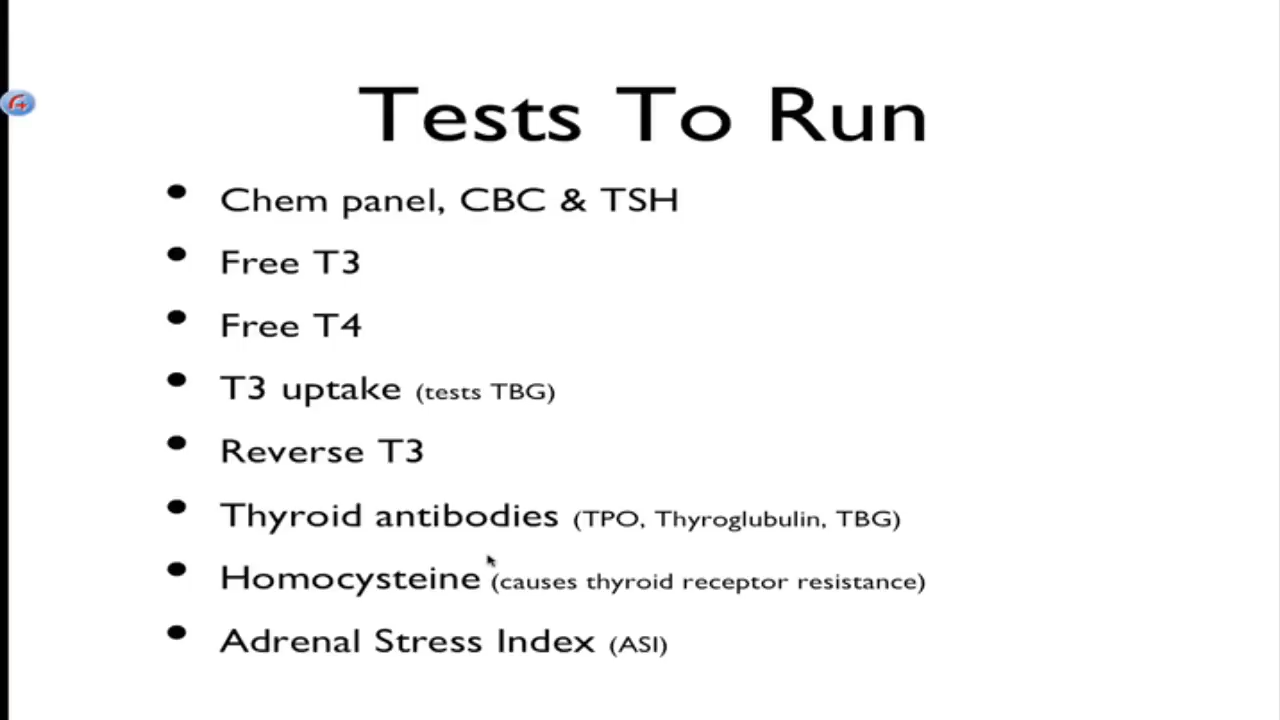 Tests To Run
• Chem panel, CBC & TSH
• Free T3
• Free T4
• T3 uptake (tests TBG)
• Reverse T3
• Thyroid antibodies (TPO, Thyroglubulin, TBG)
• Homocysteine (causes thyroid receptor resistance)
• Adrenal Stress Index (ASI)